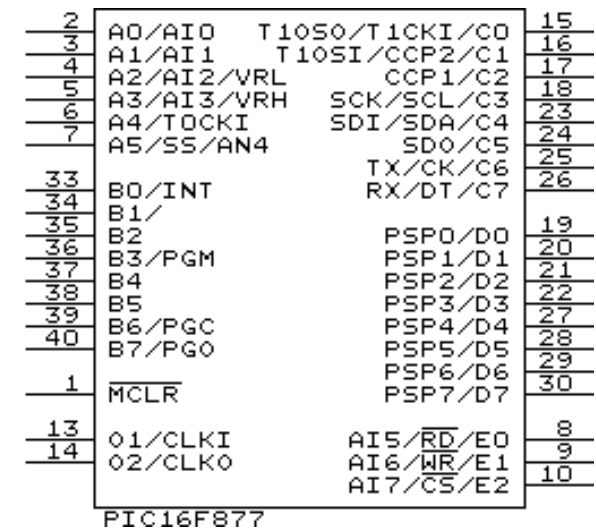 2 A0/AI0 T1OSO/T1CKI/C0 15
3 A1/AI1 T1OSI/CCP2/C1 16
4 A2/AI2/VRL CCP1/C2 17
5 A3/AI3/VRH SCK/SCL/C3 18
6 A4/TOCKI SDI/SDA/C4 23
7 A5/SS/AN4 SDO/C5 24
TX/CK/C6 25
33 B0/INT RX/DT/C7 26
34 B1/
35 B2 PSP0/D0 19
36 B3/PGM PSP1/D1 20
37 B4 PSP2/D2 21
38 B5 PSP3/D3 22
39 B6/PGC PSP4/D4 27
40 B7/PGO PSP5/D5 28
PSP6/D6 29
1 MCLR PSP7/D7 30
13 O1/CLKI AI5/RD/E0 8
14 O2/CLKO AI6/WR/E1 9
AI7/CS/E2 10
PIC16F877